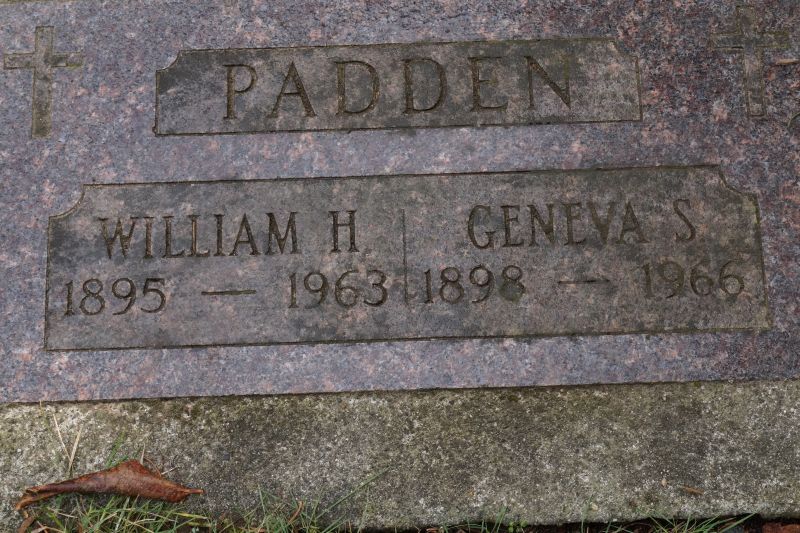 PADDEN
WILLIAM H GENEVA S
1895 — 1963 1898 — 1966